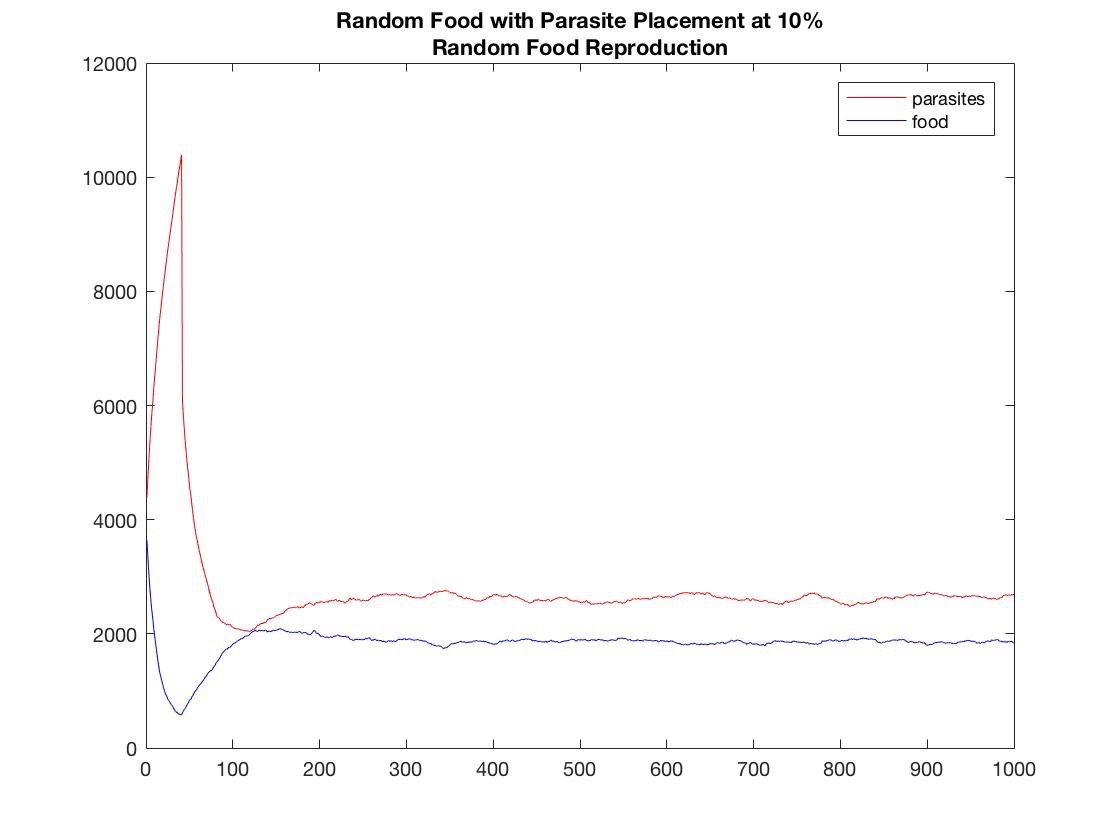 Random Food with Parasite Placement at 10%
Random Food Reproduction
12000
10000
8000
6000
4000
2000
0
parasites
food
0 100 200 300 400 500 600 700 800 900 1000